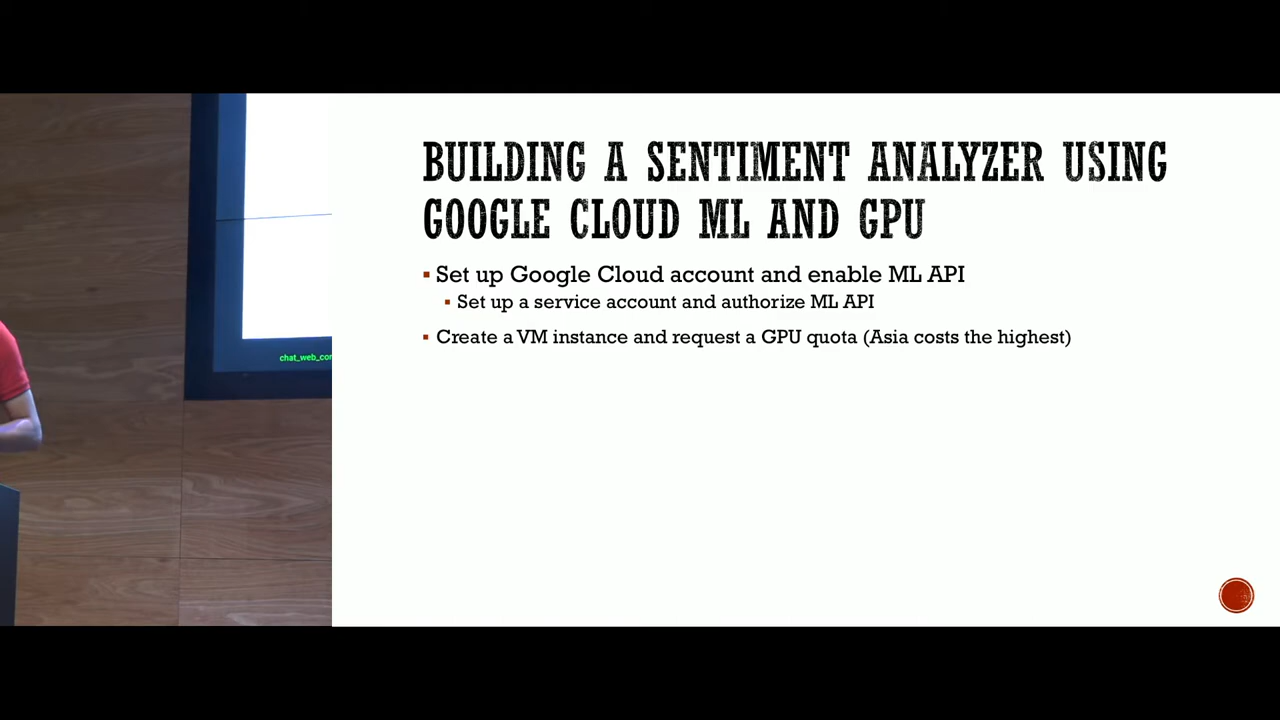 BUILDING A SENTIMENT ANALYZER USING
GOOGLE CLOUD ML AND GPU
Set up Google Cloud account and enable ML API
Set up a service account and authorize ML API
Create a VM instance and request a GPU quota (Asia costs the highest)
chat_web_con